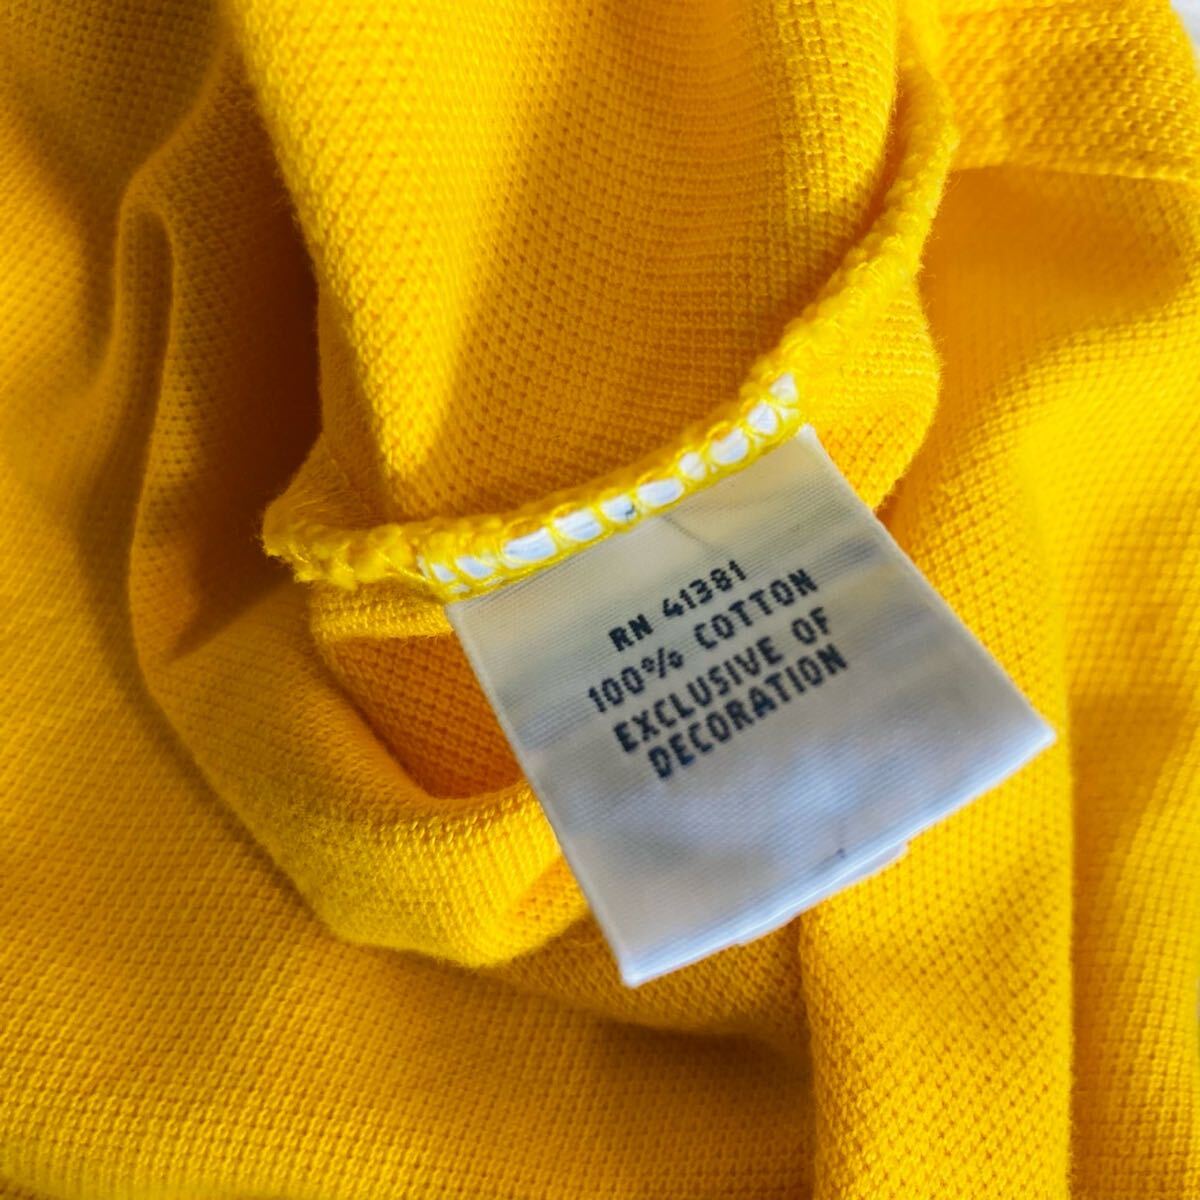 RN 41381
100% COTTON
EXCLUSIVE OF
DECORATION